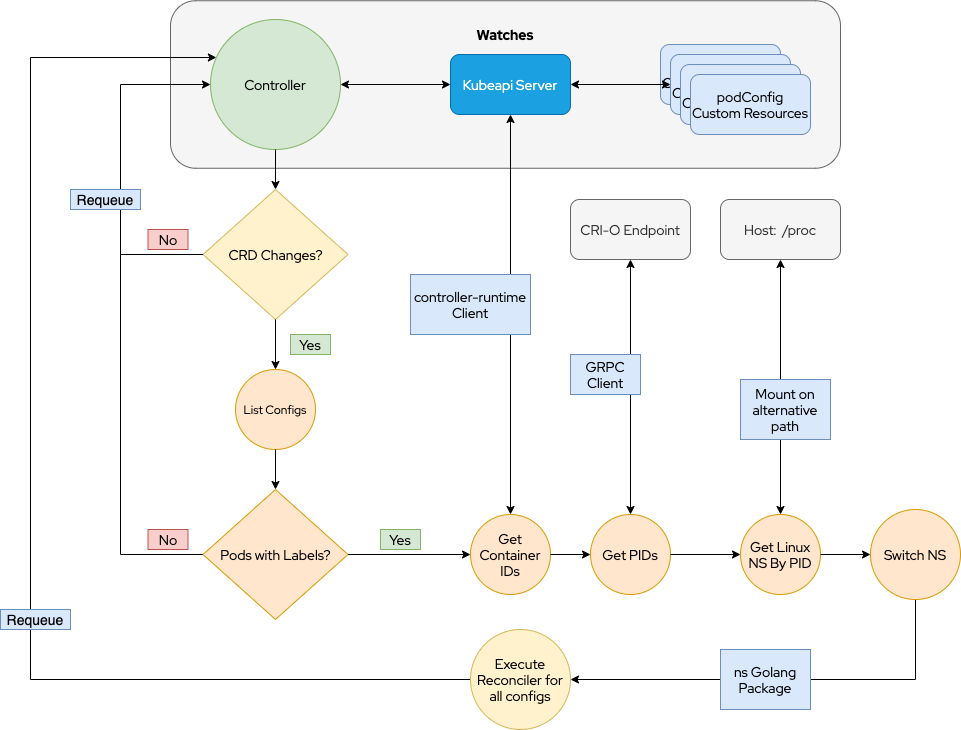 Watches
Controller
Kubeapi Server
C
C
C
podConfig
Custom Resources
Requeue
No
CRD Changes?
CRI-O Endpoint
Host: /proc
controller-runtime
Client
Yes
GRPC
Client
Mount on
alternative
path
List Configs
No
Pods with Labels?
Yes
Get
Container
IDs
Get PIDs
Get Linux
NS By PID
Switch NS
Requeue
Execute
Reconciler for
all configs
ns Golang
Package